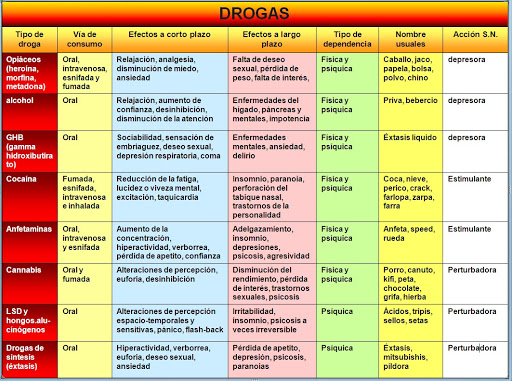 DROGAS
Tipo de droga | Vía de consumo | Efectos a corto plazo | Efectos a largo plazo | Tipo de dependencia | Nombre usuales | Acción S.N.
Opiáceos (heroína, morfina, metadona) | Oral, intravenosa, esnifada y fumada | Relajación, analgesia, disminución de miedo, ansiedad | Falta de deseo sexual, pérdida de peso, falta de interés, | Física y psíquica | Caballo, jaco, papela, bolsa, polvo, chino | depresora
alcohol | Oral | Relajación, aumento de confianza, desinhibición, disminución de la atención | Enfermedades del hígado, páncreas y mentales, impotencia | Física y psíquica | Priva, bebercio | depresora
GHB (gamma hidroxibutirato) | Oral | Sociabilidad, sensación de embriaguez, deseo sexual, depresión respiratoria, coma | Enfermedades mentales, ansiedad, delirio | Física y psíquica | Éxtasis líquido | depresora
Cocaína | Fumada, esnifada, intravenosa e inhalada | Reducción de la fatiga, lucidez o viveza mental, excitación, taquicardia | Insomnio, paranoia, perforación del tabique nasal, trastornos de la personalidad | Física y psíquica | Coca, nieve, perico, crack, farlopa, zarpa, farra | Estimulante
Anfetaminas | Oral, intravenosa y esnifada | Aumento de la concentración, hiperactividad, verborrea, pérdida de apetito, confianza | Adelgazamiento, insomnio, depresiones, psicosis, agresividad | Física y psíquica | Anfeta, speed, rueda | Estimulante
Cannabis | Oral y fumada | Alteraciones de percepción, euforia, desinhibición | Disminución del rendimiento, pérdida de interés, trastornos sexuales, psicosis | Física y psíquica | Porro, canuto, kifi, peta, chocolate, grifa, hierba | Perturbadora
LSD y hongos.alucinógenos | Oral | Alteraciones de percepción espacio-temporales y sensitivas, pánico, flash-back | Irritabilidad, insomnio, psicosis a veces irreversible | Psíquica | Ácidos, tripis, sellos, setas | Perturbadora
Drogas de síntesis (éxtasis) | Oral | Hiperactividad, verborrea, euforia, deseo sexual, ansiedad | Pérdida de apetito, depresión, psicosis, paranoias | Psíquica | Éxtasis, mitsubishis, píldora | Perturbadora